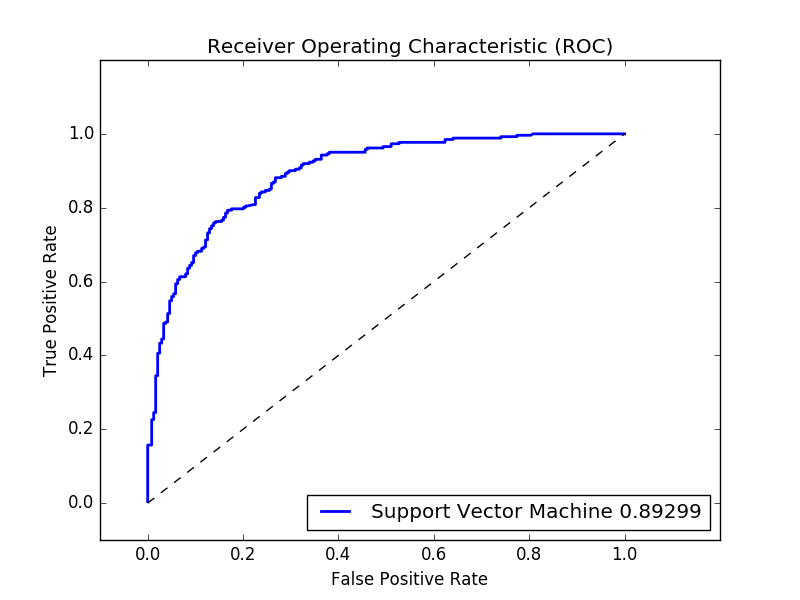 Receiver Operating Characteristic (ROC)
True Positive Rate
1.0
0.8
0.6
0.4
0.2
0.0
Support Vector Machine 0.89299
0.0 0.2 0.4 0.6 0.8 1.0
False Positive Rate